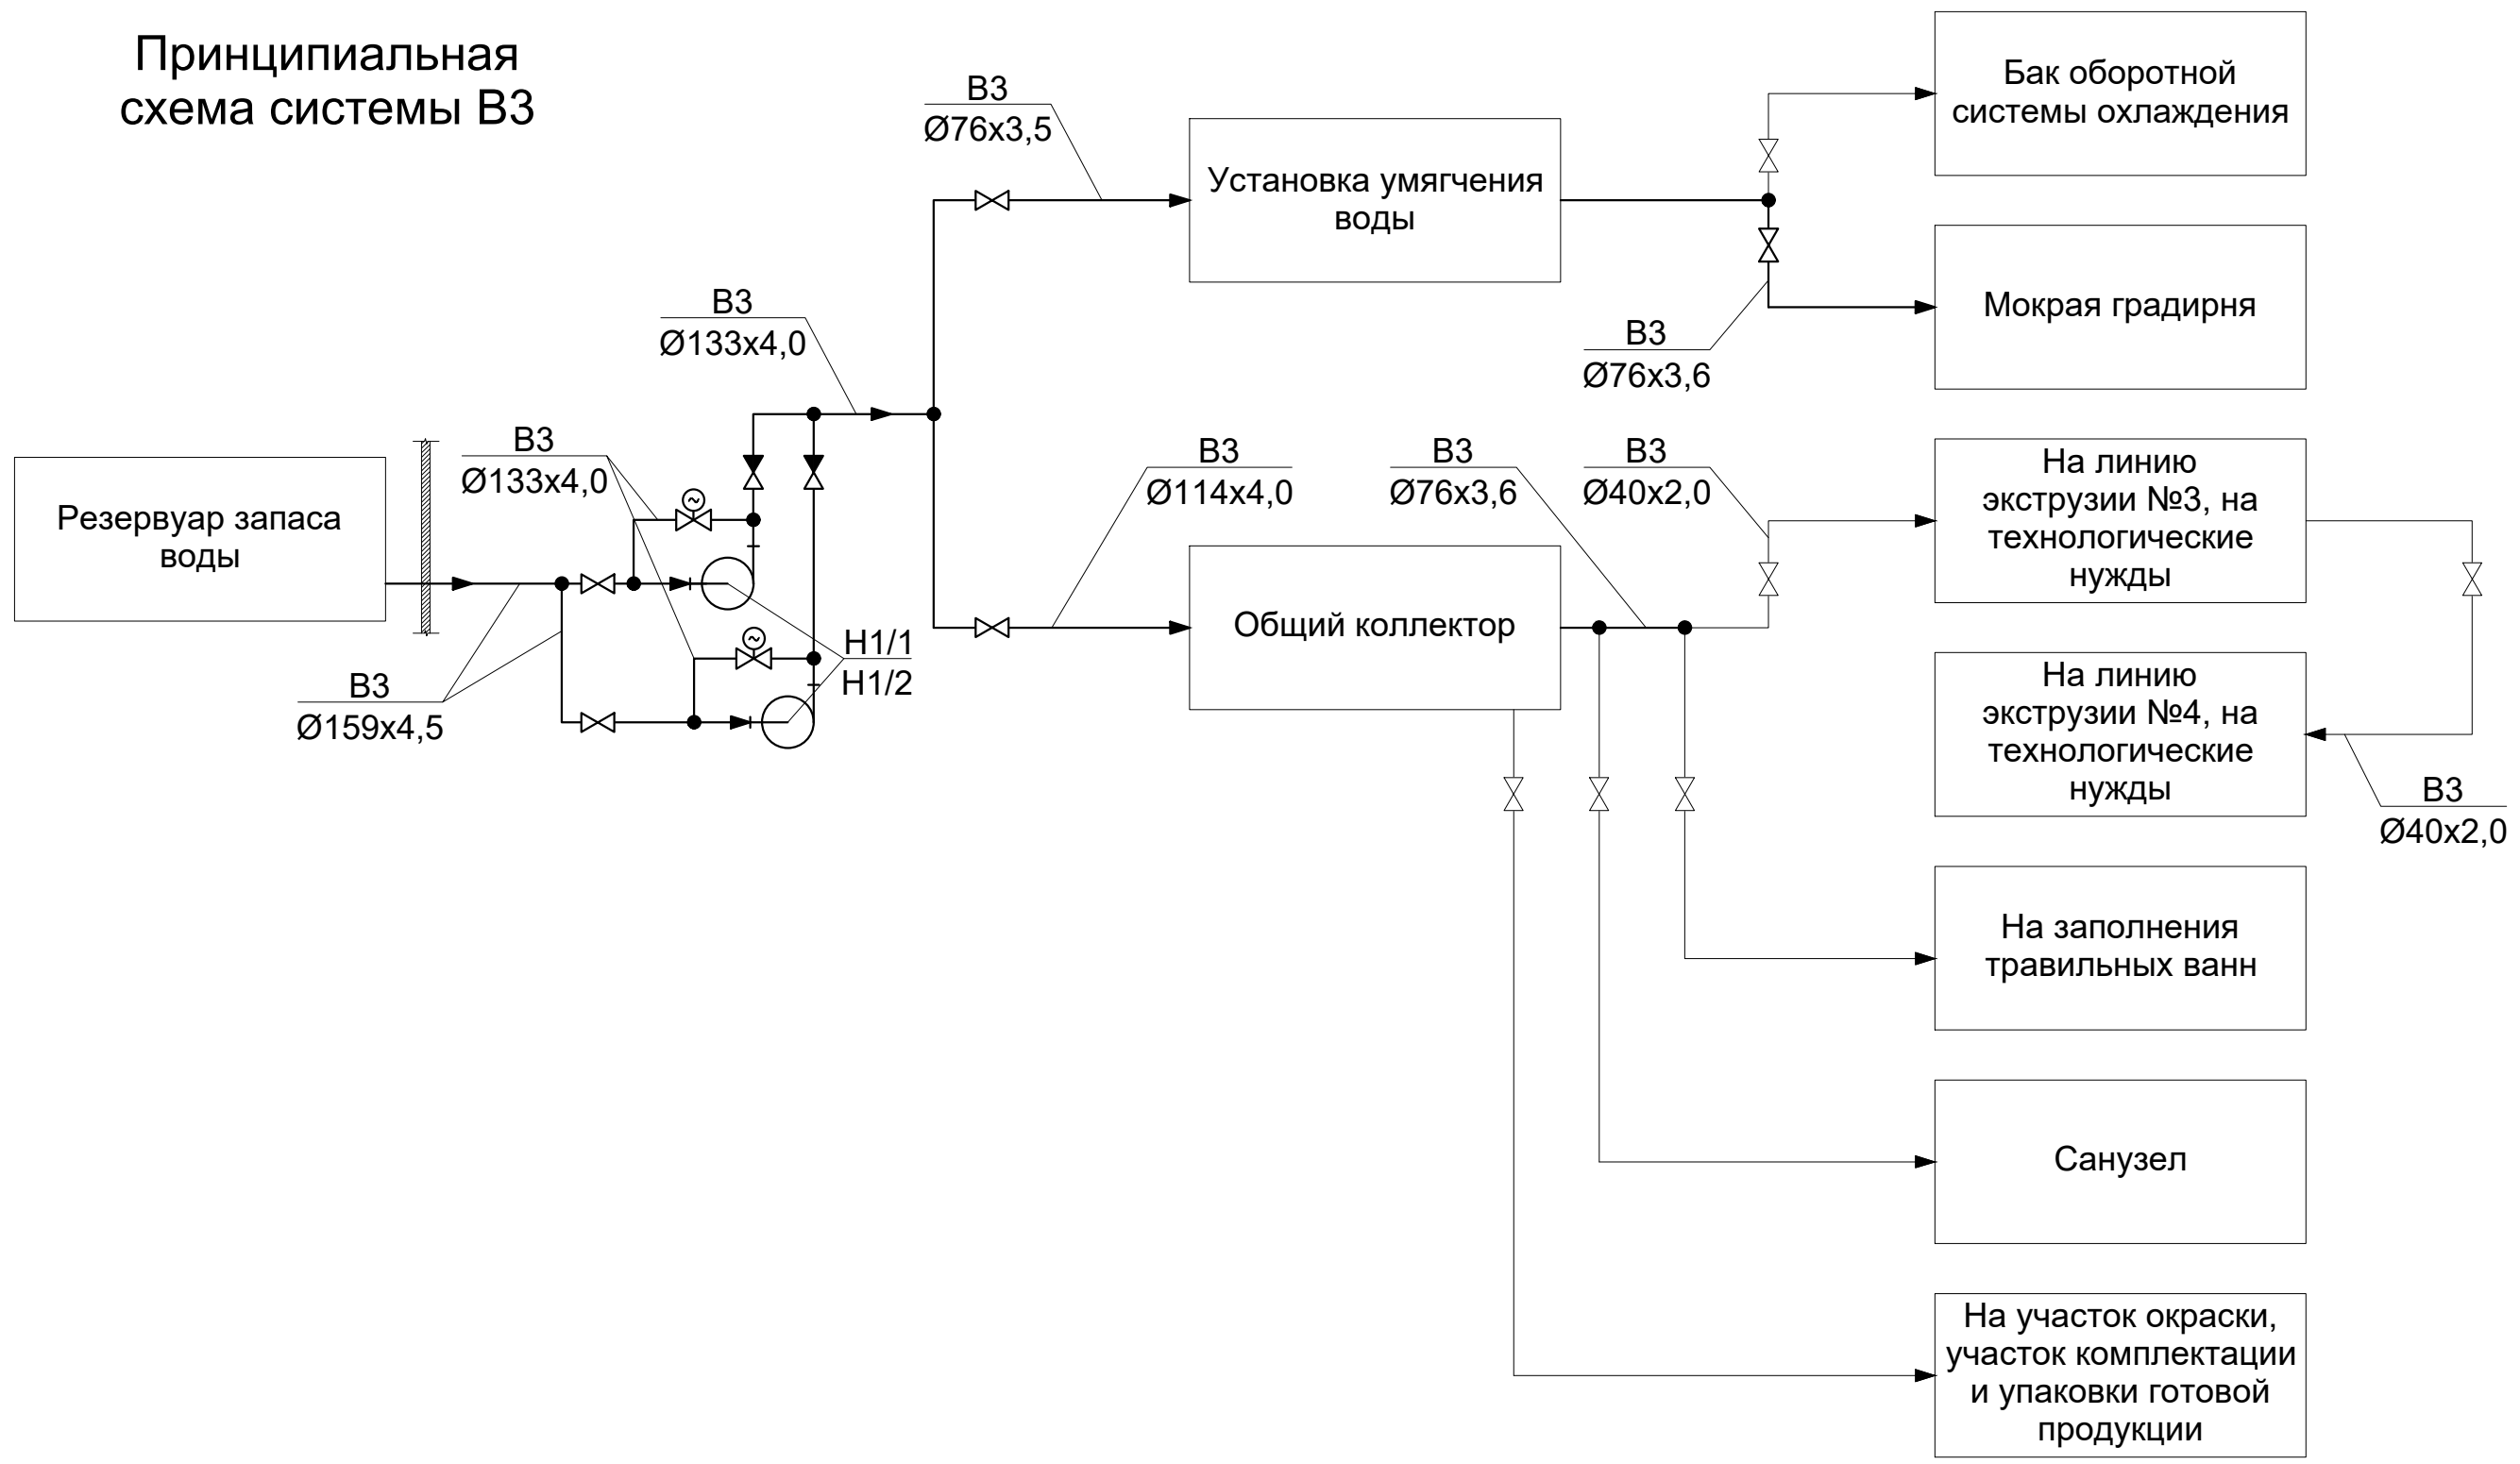 Принципиальная
схема системы В3
В3
Ø76х3,5
Установка умягчения
воды
Бак оборотной
системы охлаждения
Мокрая градирня
В3
Ø76х3,6
В3
Ø133х4,0
В3
Ø133х4,0
Резервуар запаса
воды
В3
Ø159х4,5
Н1/1
Н1/2
В3
Ø114х4,0
Общий коллектор
В3
Ø76х3,6
В3
Ø40х2,0
На линию
экструзии №3, на
технологические
нужды
На линию
экструзии №4, на
технологические
нужды
В3
Ø40х2,0
На заполнения
травильных ванн
Санузел
На участок окраски,
участок комплектации
и упаковки готовой
продукции